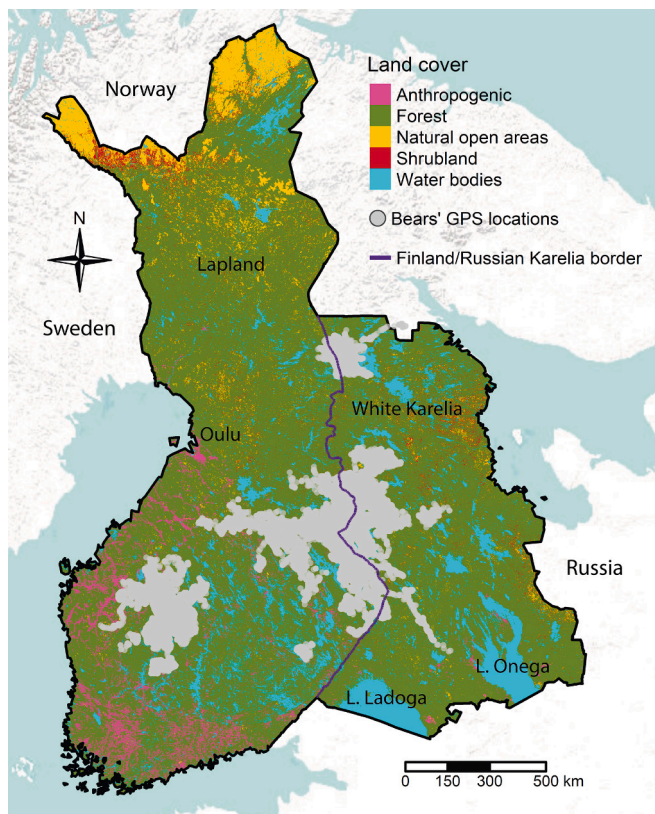 Norway
Land cover
Anthropogenic
Forest
Natural open areas
Shrubland
Water bodies
Bears' GPS locations
N
Finland/Russian Karelia border
Lapland
Sweden
White Karelia
Oulu
Russia
L. Onega
L. Ladoga
0 150 300 500 km